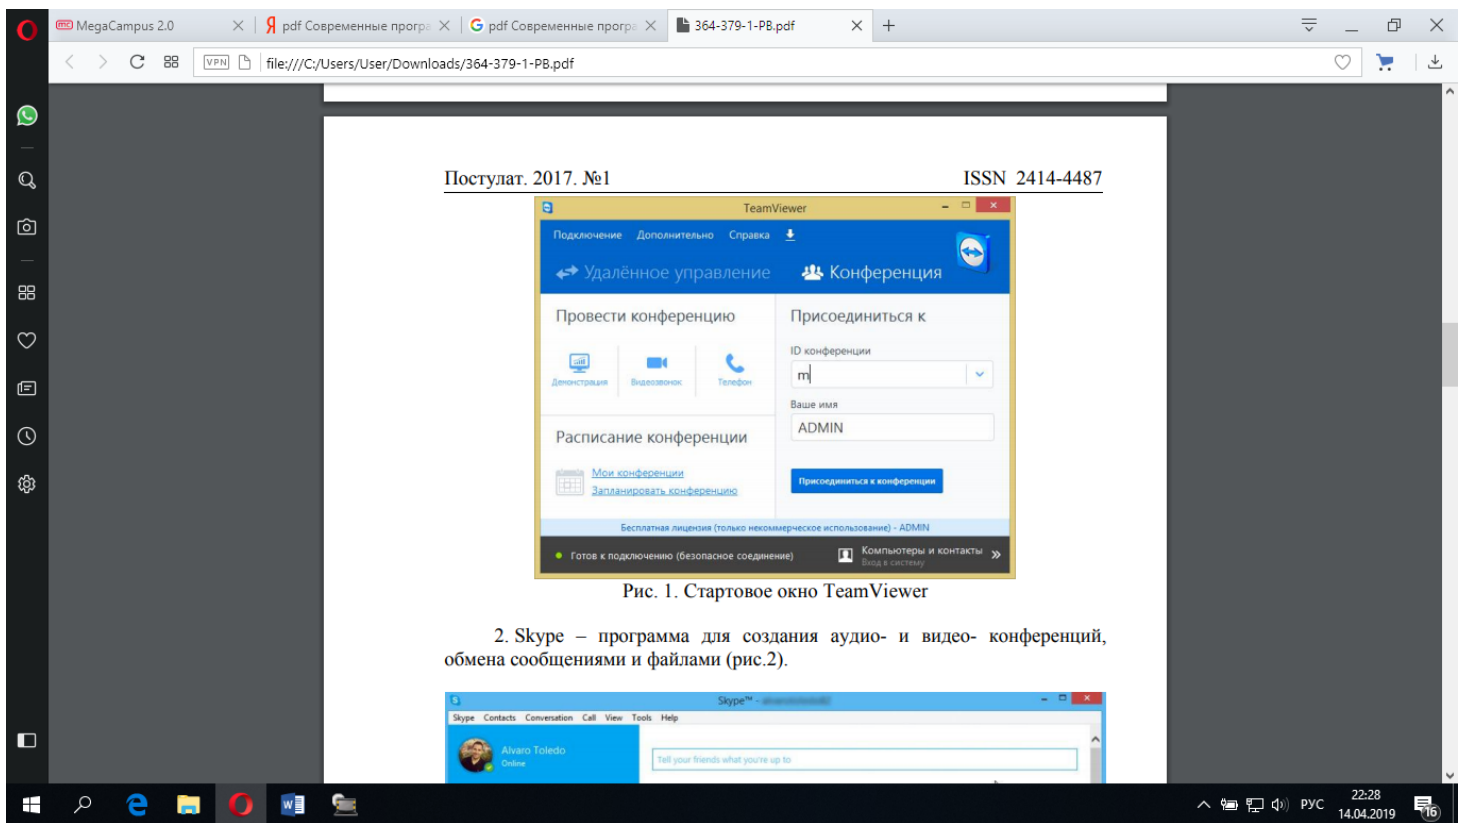 MegaCampus 2.0
pdf Современные програ
pdf Современные програ
364-379-1-PB.pdf
VPN
file:///C:/Users/User/Downloads/364-379-1-PB.pdf
Постулат. 2017. №1 ISSN 2414-4487
TeamViewer
Подключение Дополнительно Справка
Удалённое управление Конференция
Провести конференцию
Демонстрация Видеозвонок Телефон
Расписание конференции
Мои конференции
Запланировать конференцию
Присоединиться к
ID конференции
m
Ваше имя
ADMIN
Присоединиться к конференции
Бесплатная лицензия (только некоммерческое использование) - ADMIN
Готов к подключению (безопасное соединение)
Компьютеры и контакты
Вход в систему
Рис. 1. Стартовое окно TeamViewer
2. Skype – программа для создания аудио- и видео- конференций,
обмена сообщениями и файлами (рис.2).
Skype™ -
Skype Contacts Conversation Call View Tools Help
Alvaro Toledo
Online
Tell your friends what you're up to
РУС
22:28
14.04.2019
16